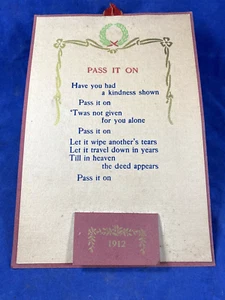 PASS IT ON
Have you had
a kindness shown
Pass it on
'Twas not given
for you alone
Pass it on
Let it wipe another's tears
Let it travel down in years
Till in heaven
the deed appears
Pass it on
1912